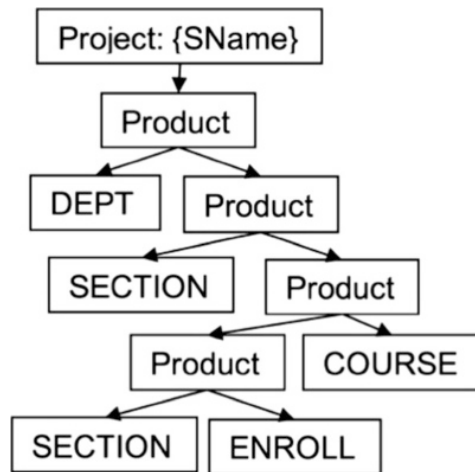 Project: {SName}
Product
DEPT
Product
SECTION
Product
Product
COURSE
SECTION
ENROLL